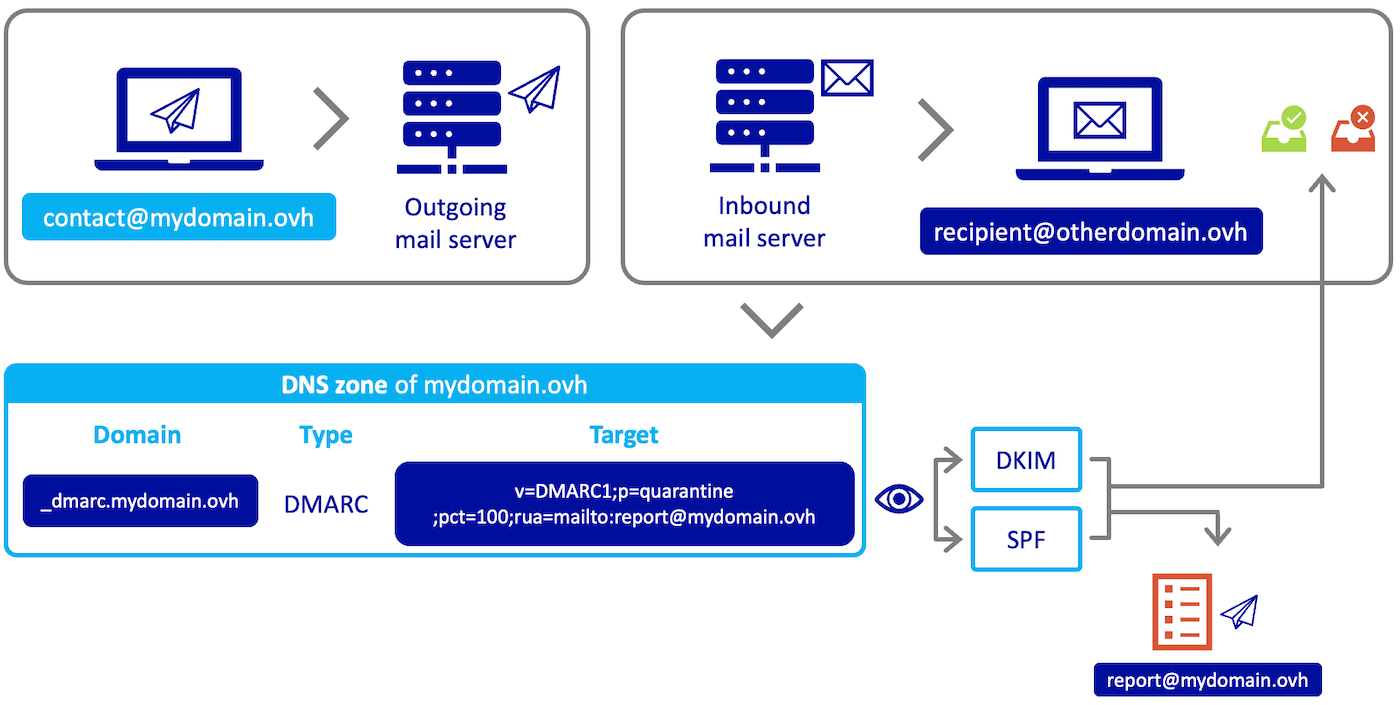 contact@mydomain.ovh
Outgoing
mail server
Inbound
mail server
recipient@otherdomain.ovh
DNS zone of mydomain.ovh
Domain
Type
Target
_dmarc.mydomain.ovh
DMARC
v=DMARC1;p=quarantine
;pct=100;rua=mailto:report@mydomain.ovh
DKIM
SPF
report@mydomain.ovh